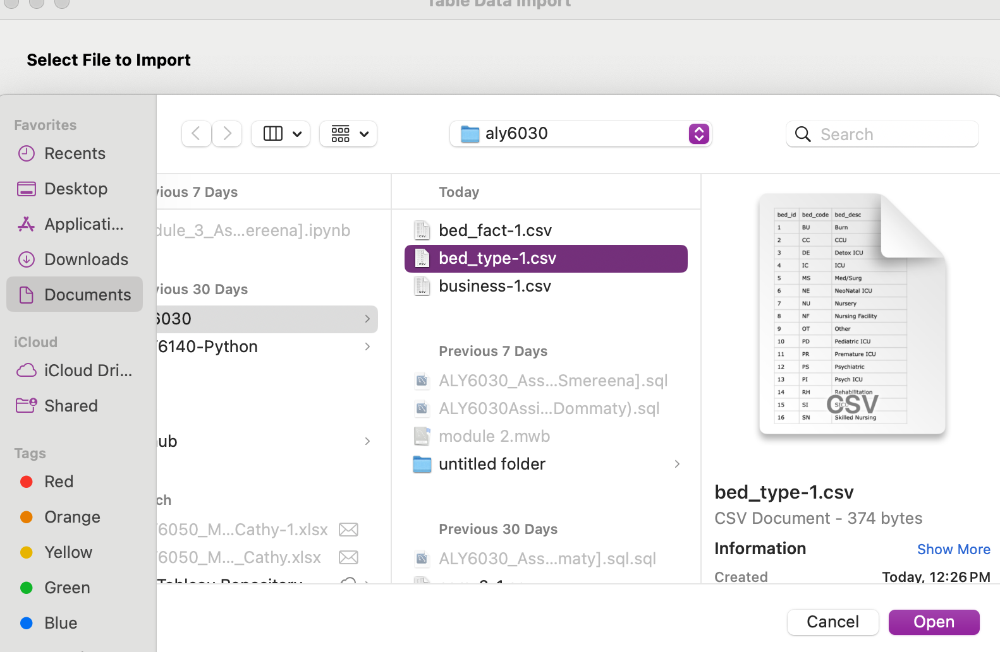 Table Data Import
Select File to Import
Favorites
Recents
Desktop
Applicati...
Downloads
Documents
iCloud
iCloud Dri...
Shared
Tags
Red
Orange
Yellow
Green
Blue
aly6030
Search
vious 7 Days
dule_3_As...ereena].ipynb
vious 30 Days
6030
Y6140-Python
ub
ch
Y6050_M...Cathy-1.xlsx
Y6050_M..._Cathy.xlsx
Tableau Repository
Today
bed_fact-1.csv
bed_type-1.csv
business-1.csv
Previous 7 Days
ALY6030_Ass...Smereena].sql
ALY6030Assi...Dommaty).sql
module 2.mwb
untitled folder
Previous 30 Days
ALY6030_Ass...maty].sql.sql
bed_id bed_code bed_desc
1 BU Burn
2 CC CCU
3 DE Detox ICU
4 IC ICU
5 MS Med/Surg
6 NE NeoNatal ICU
7 NU Nursery
8 NF Nursing Facility
9 OT Other
10 PD Pediatric ICU
11 PR Premature ICU
12 PS Psychiatric
13 PI Psych ICU
14 RH Rehabilitation
15 SI SICU
16 SN Skilled Nursing
CSV
bed_type-1.csv
CSV Document - 374 bytes
Information Show More
Created Today, 12:26 PM
Cancel Open